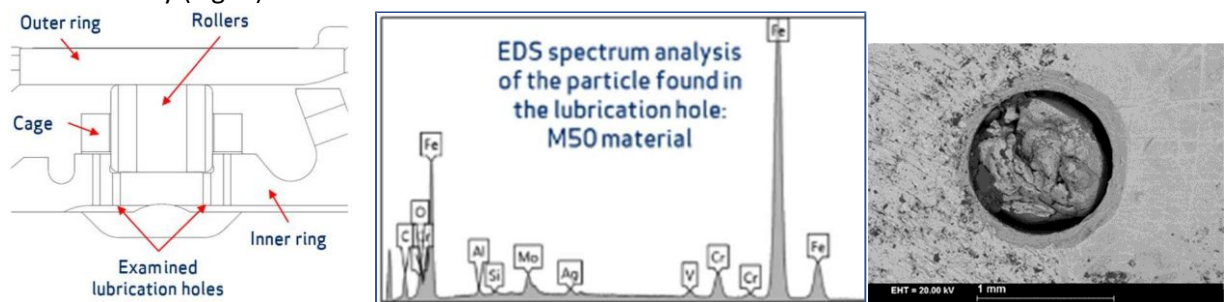 Outer ring
Rollers
Cage
Inner ring
Examined
lubrication holes
EDS spectrum analysis
of the particle found in
the lubrication hole:
M50 material
Fe
Fe
O
C
Cr
Al
Si
Mo
Ag
V
Cr
Cr
Fe
EHT = 20.00 kV
1 mm